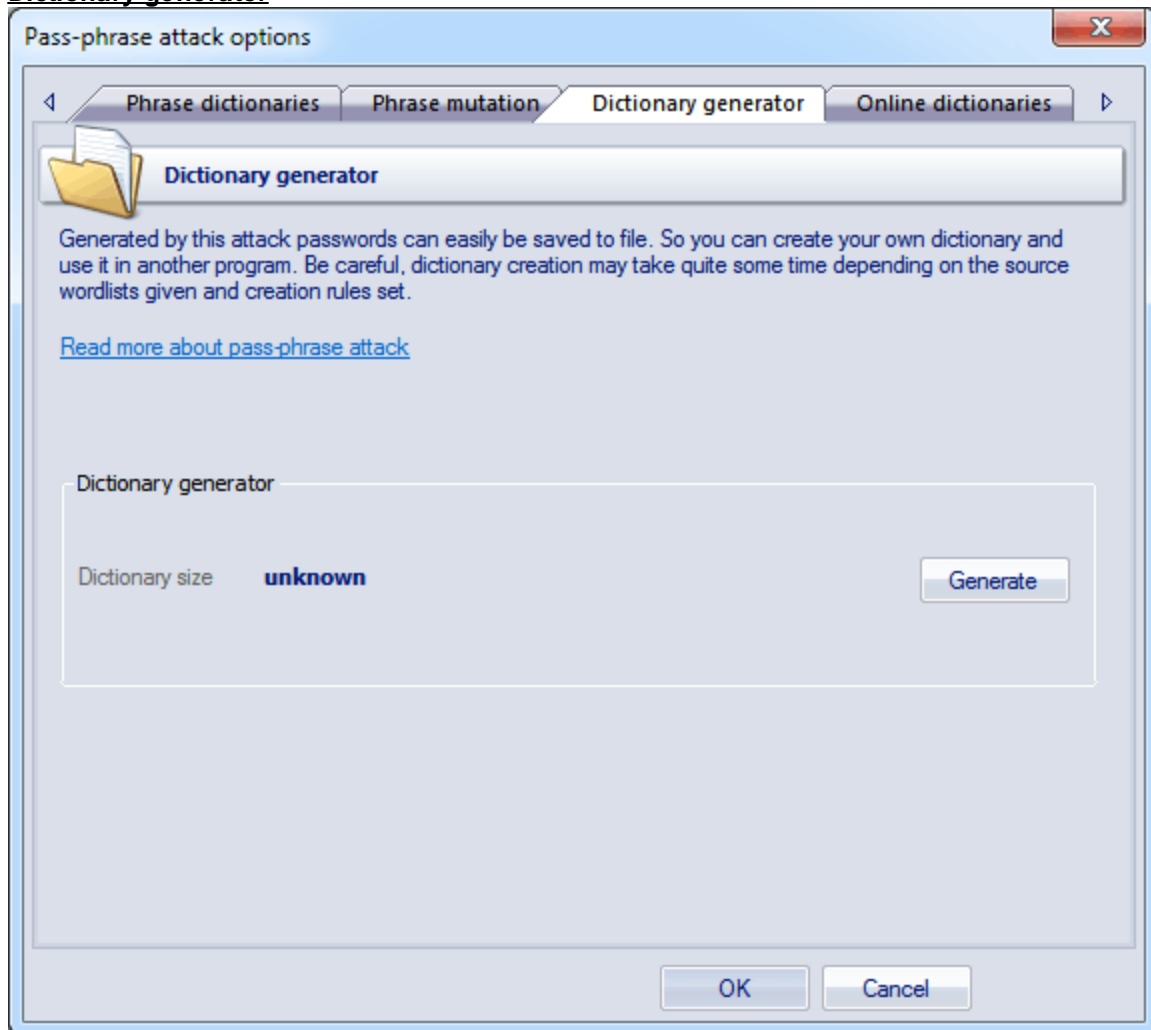 Dictionary generator
Pass-phrase attack options
Phrase dictionaries Phrase mutation Dictionary generator Online dictionaries
Dictionary generator
Generated by this attack passwords can easily be saved to file. So you can create your own dictionary and
use it in another program. Be careful, dictionary creation may take quite some time depending on the source
wordlists given and creation rules set.
Read more about pass-phrase attack
Dictionary generator
Dictionary size unknown Generate
OK Cancel